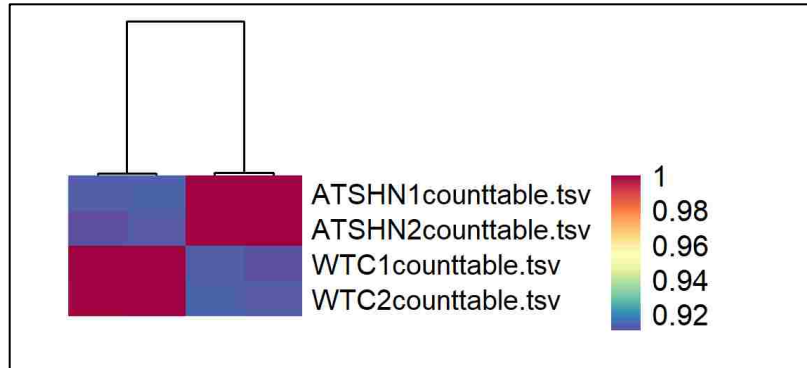 ATSHN1counttable.tsv
ATSHN2counttable.tsv
WTC1counttable.tsv
WTC2counttable.tsv
1
0.98
0.96
0.94
0.92